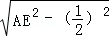 √(AE² - (1/2)²)